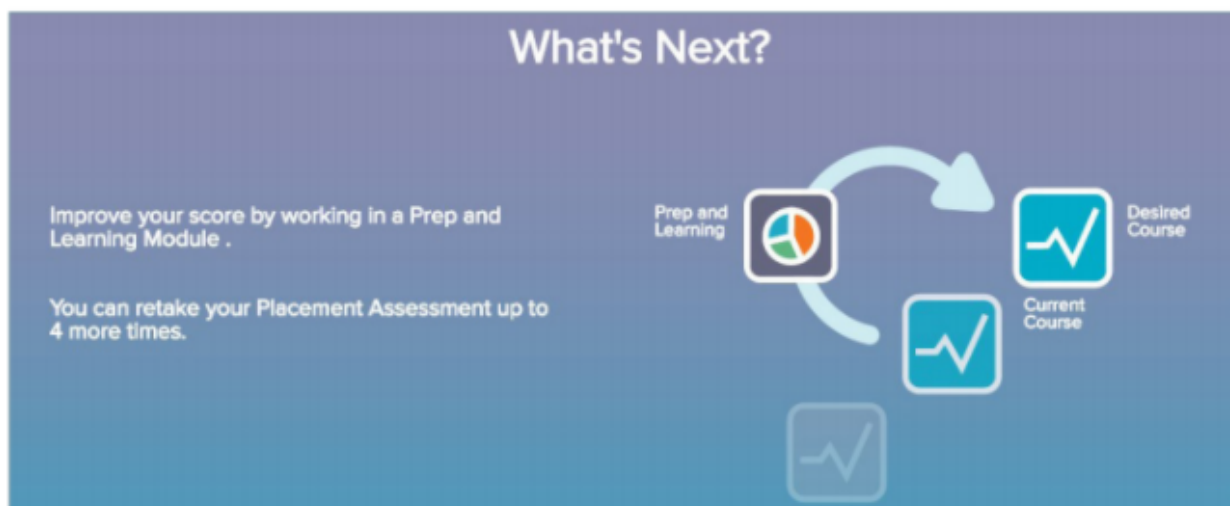 What's Next?
Improve your score by working in a Prep and
Learning Module .
You can retake your Placement Assessment up to
4 more times.
Prep and
Learning
Desired
Course
Current
Course